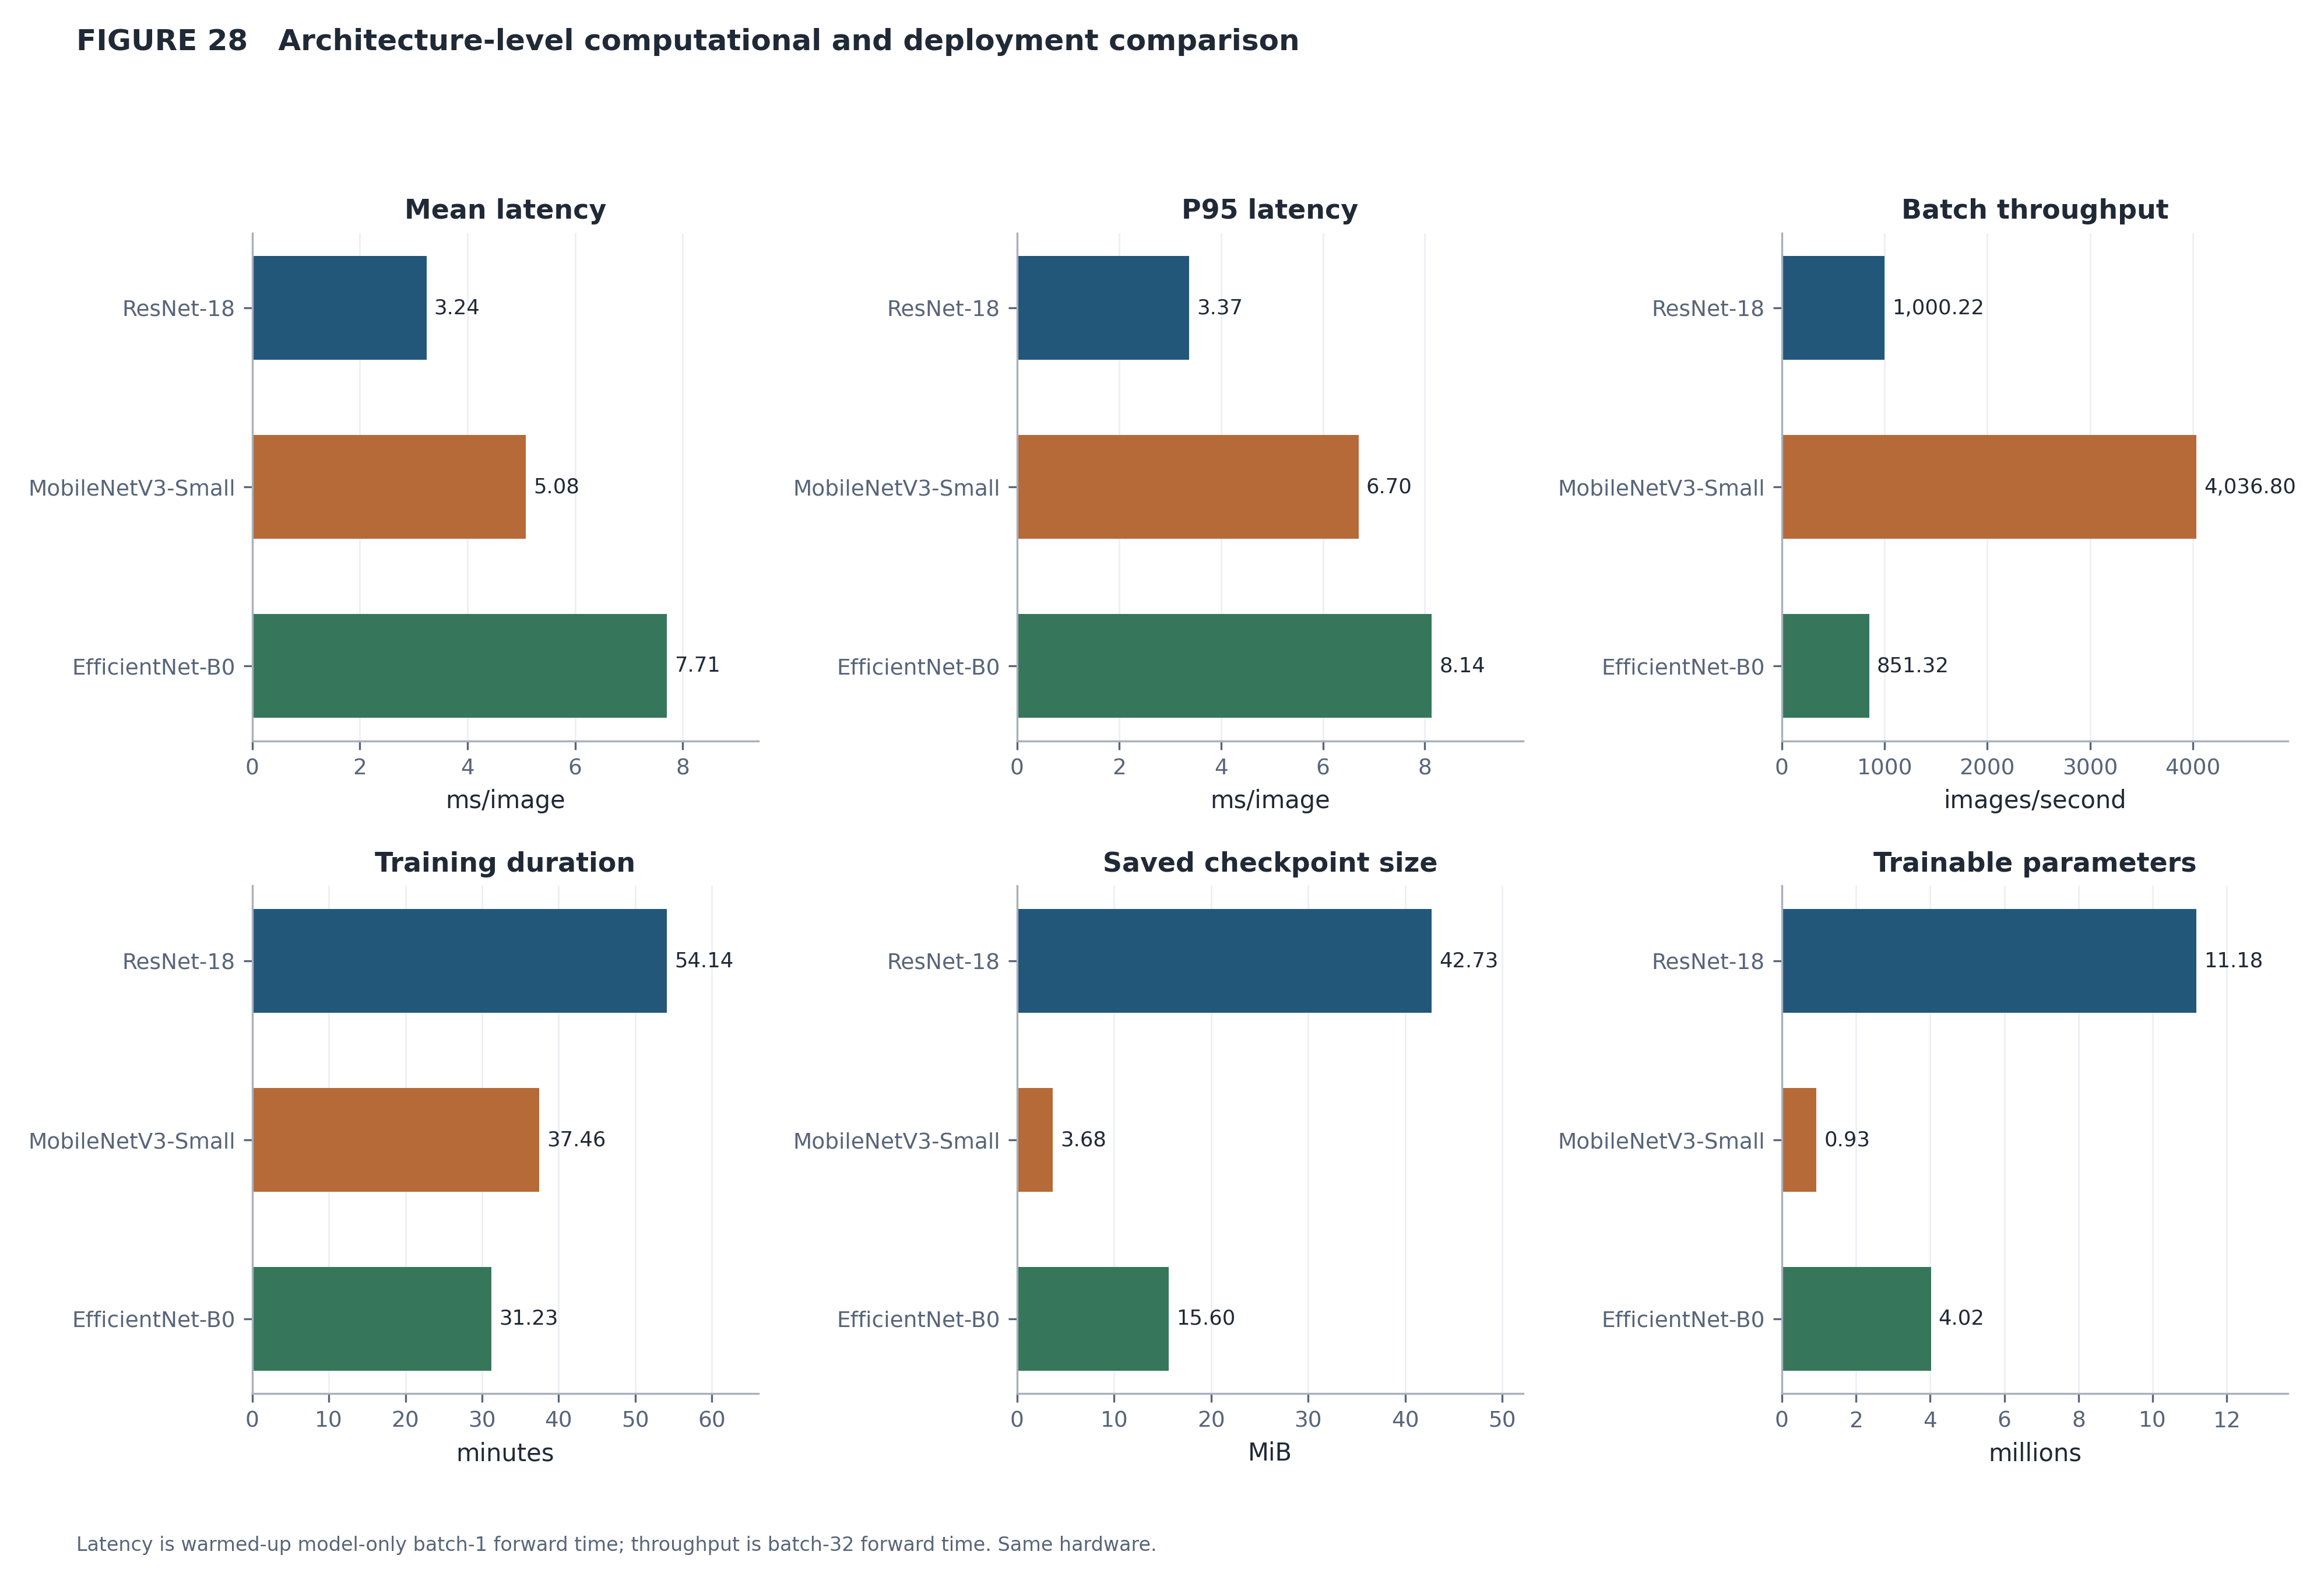 FIGURE 28 Architecture-level computational and deployment comparison
Mean latency
ResNet-18
3.24
MobileNetV3-Small
5.08
EfficientNet-B0
7.71
0 2 4 6 8
ms/image
P95 latency
ResNet-18
3.37
MobileNetV3-Small
6.70
EfficientNet-B0
8.14
0 2 4 6 8
ms/image
Batch throughput
ResNet-18
1,000.22
MobileNetV3-Small
4,036.80
EfficientNet-B0
851.32
0 1000 2000 3000 4000
images/second
Training duration
ResNet-18
54.14
MobileNetV3-Small
37.46
EfficientNet-B0
31.23
0 10 20 30 40 50 60
minutes
Saved checkpoint size
ResNet-18
42.73
MobileNetV3-Small
3.68
EfficientNet-B0
15.60
0 10 20 30 40 50
MiB
Trainable parameters
ResNet-18
11.18
MobileNetV3-Small
0.93
EfficientNet-B0
4.02
0 2 4 6 8 10 12
millions
Latency is warmed-up model-only batch-1 forward time; throughput is batch-32 forward time. Same hardware.